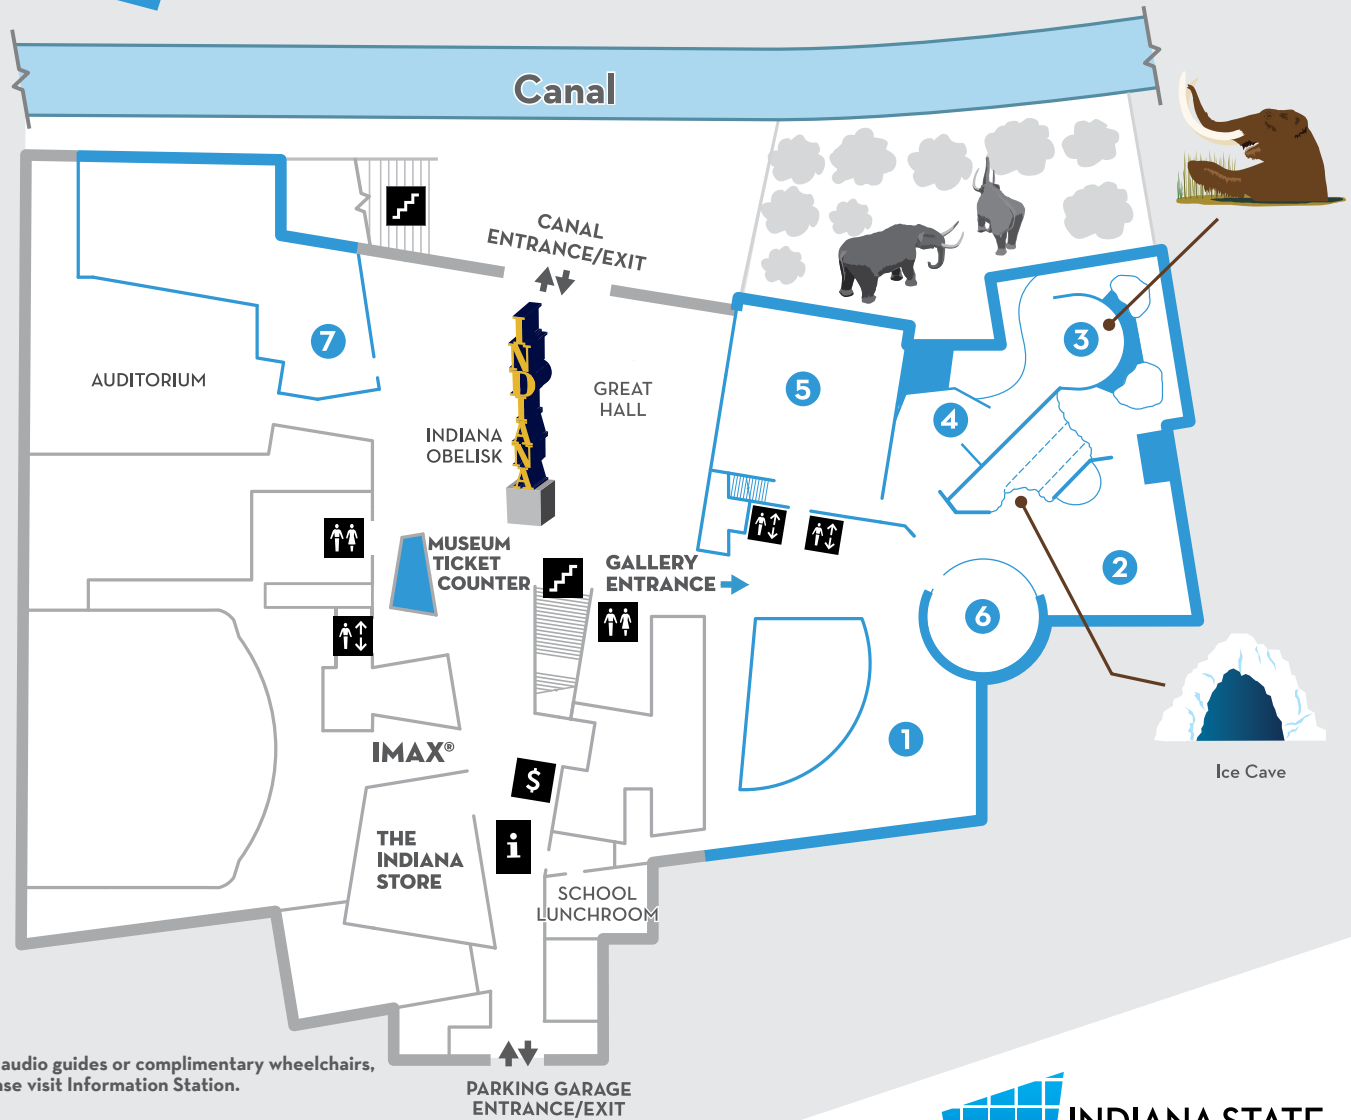 Canal
CANAL
ENTRANCE/EXIT
7
3
AUDITORIUM
INDIANA
5
GREAT
HALL
4
INDIANA
OBELISK
MUSEUM
TICKET
COUNTER
GALLERY
ENTRANCE
2
6
1
IMAX®
$
Ice Cave
THE
INDIANA
STORE
i
SCHOOL
LUNCHROOM
audio guides or complimentary wheelchairs,
visit Information Station.
PARKING GARAGE
ENTRANCE/EXIT
INDIANA STATE